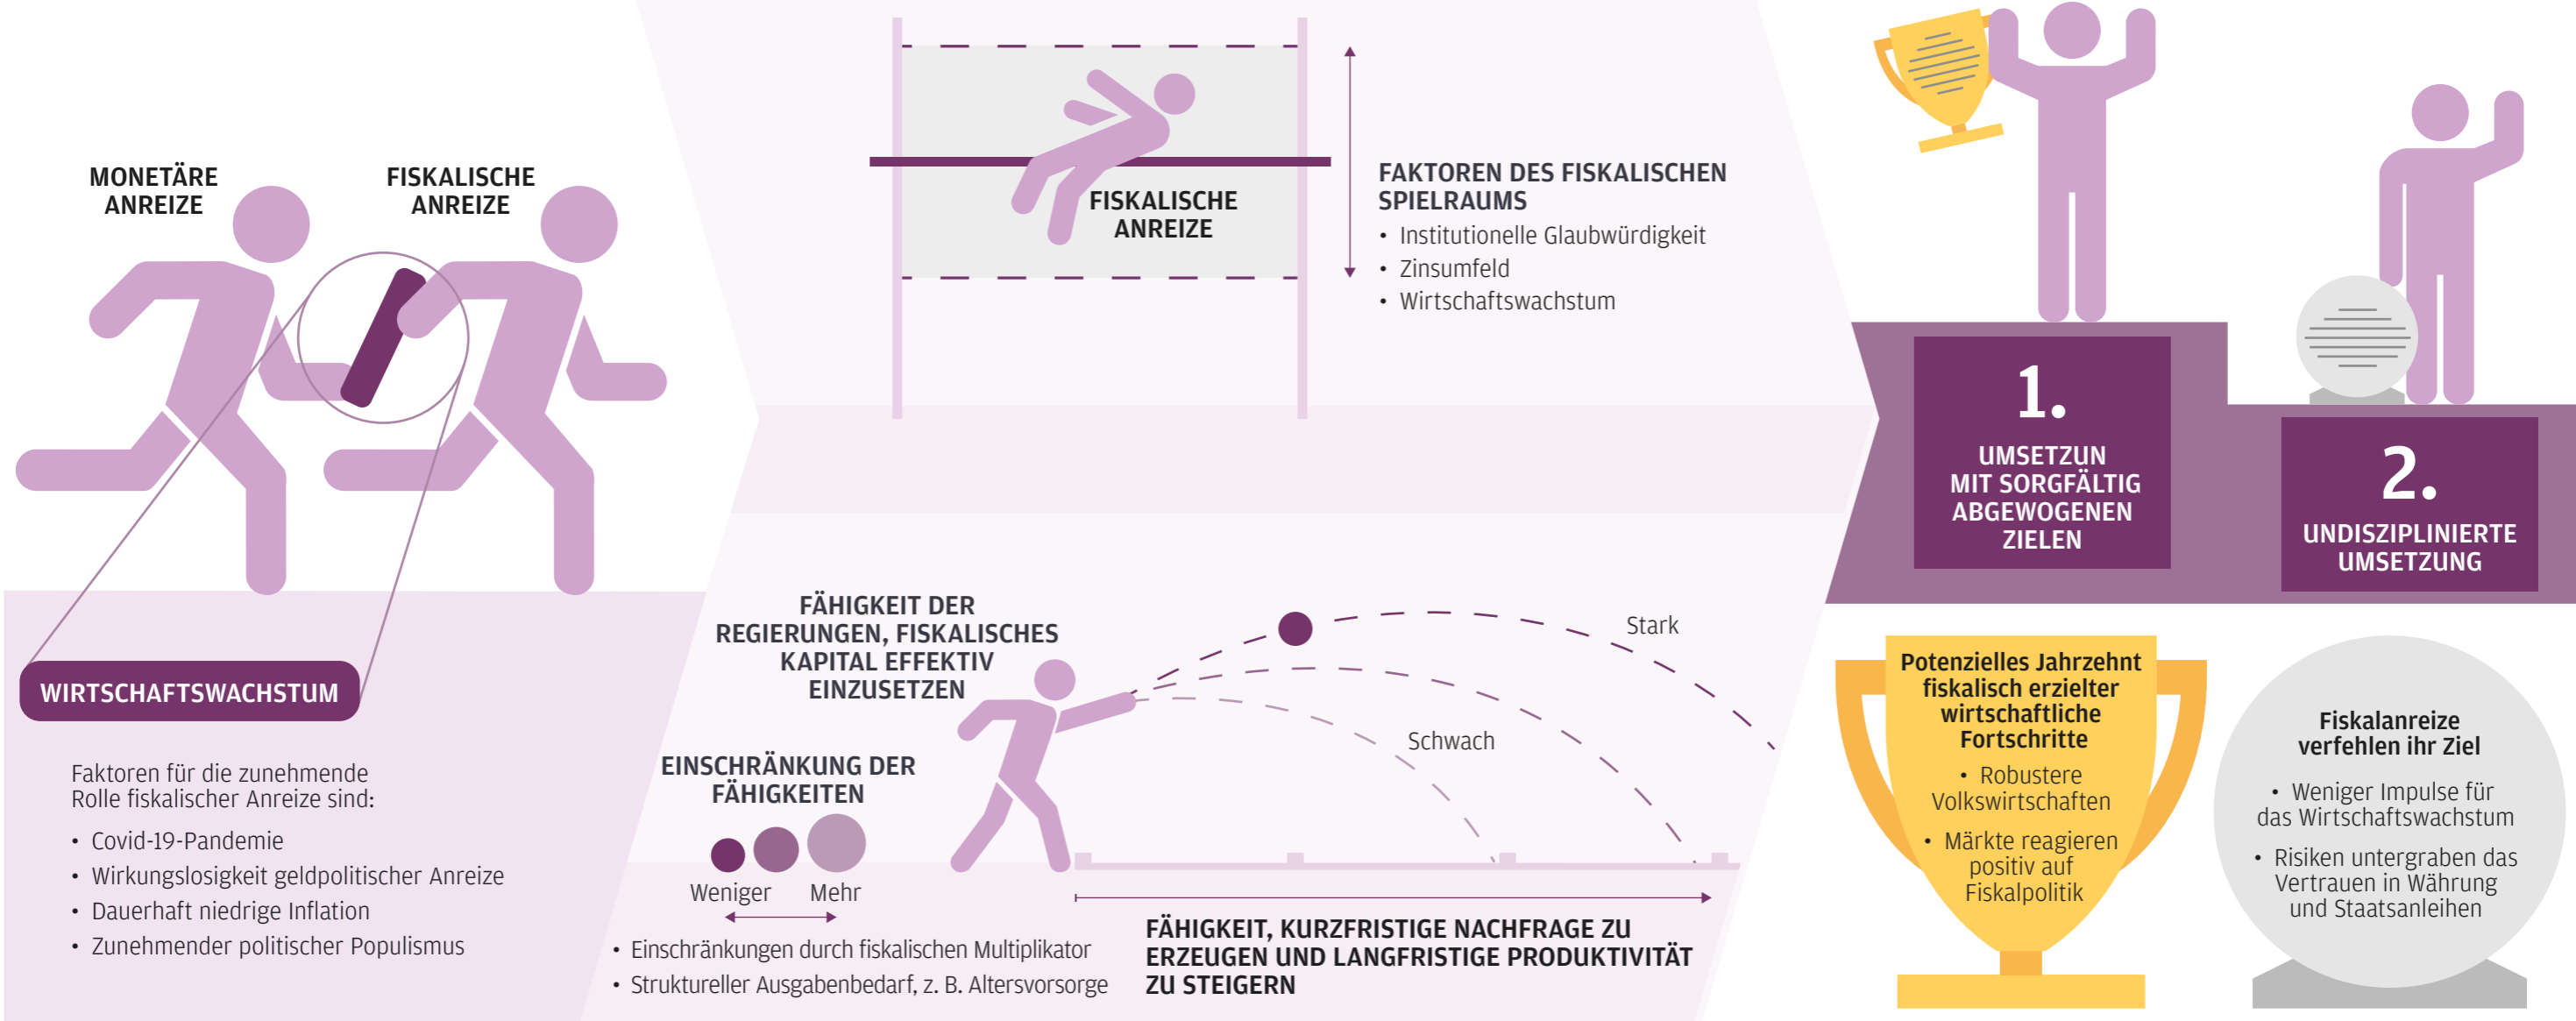 MONETÄRE
ANREIZE
FISKALISCHE
ANREIZE
WIRTSCHAFTSWACHSTUM
Faktoren für die zunehmende
Rolle fiskalischer Anreize sind:
• Covid-19-Pandemie
• Wirkungslosigkeit geldpolitischer Anreize
• Dauerhaft niedrige Inflation
• Zunehmender politischer Populismus
FISKALISCHE
ANREIZE
FAKTOREN DES FISKALISCHEN
SPIELRAUMS
• Institutionelle Glaubwürdigkeit
• Zinsumfeld
• Wirtschaftswachstum
FÄHIGKEIT DER
REGIERUNGEN, FISKALISCHES
KAPITAL EFFEKTIV
EINZUSETZEN
EINSCHRÄNKUNG DER
FÄHIGKEITEN
Weniger Mehr
• Einschränkungen durch fiskalischen Multiplikator
• Struktureller Ausgabenbedarf, z. B. Altersvorsorge
Stark
Schwach
FÄHIGKEIT, KURZFRISTIGE NACHFRAGE ZU
ERZEUGEN UND LANGFRISTIGE PRODUKTIVITÄT
ZU STEIGERN
1.
UMSETZUN
MIT SORGFÄLTIG
ABGEWOGENEN
ZIELEN
2.
UNDISZIPLINIERTE
UMSETZUNG
Potenzielles Jahrzehnt
fiskalisch erzielter
wirtschaftliche
Fortschritte
• Robustere
Volkswirtschaften
• Märkte reagieren
positiv auf
Fiskalpolitik
Fiskalanreize
verfehlen ihr Ziel
• Weniger Impulse für
das Wirtschaftswachstum
• Risiken untergraben das
Vertrauen in Währung
und Staatsanleihen